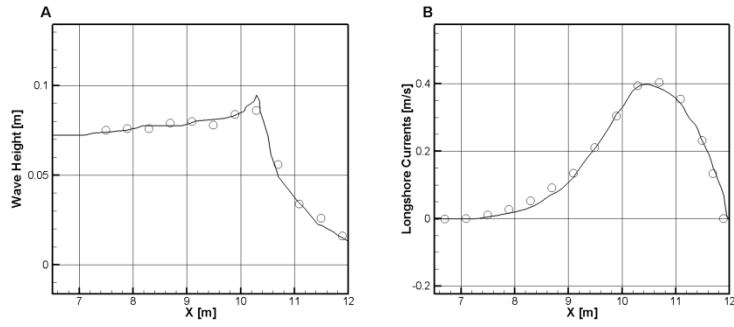 A
Wave Height [m]
0.1
0.05
0
7 8 9 10 11 12
X [m]
B
Longshore Currents [m/s]
0.4
0.2
0
-0.2
7 8 9 10 11 12
X [m]